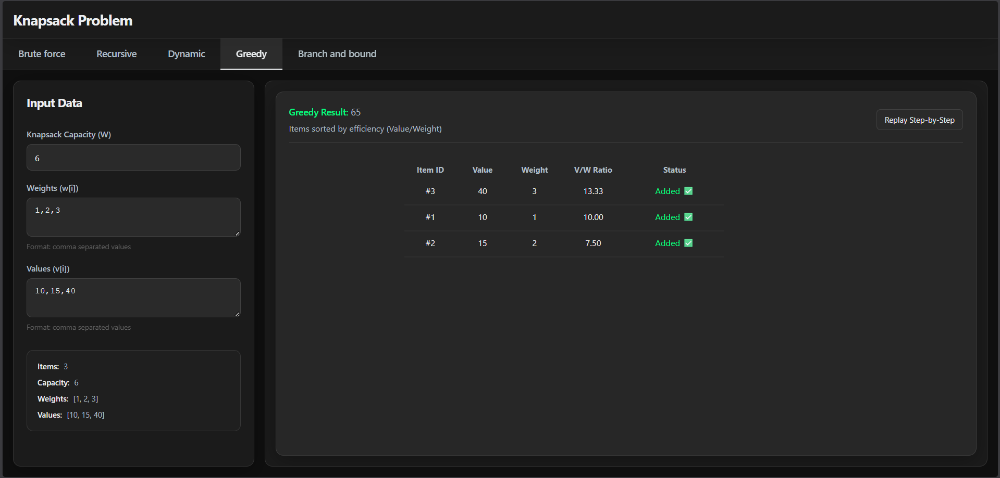 Knapsack Problem
Brute force Recursive Dynamic Greedy Branch and bound
Input Data
Knapsack Capacity (W)
6
Weights (w[i])
1,2,3
Format: comma separated values
Values (v[i])
10,15,40
Format: comma separated values
Items: 3
Capacity: 6
Weights: [1, 2, 3]
Values: [10, 15, 40]
Greedy Result: 65
Items sorted by efficiency (Value/Weight)
Replay Step-by-Step
Item ID Value Weight V/W Ratio Status
#3 40 3 13.33 Added ✅
#1 10 1 10.00 Added ✅
#2 15 2 7.50 Added ✅